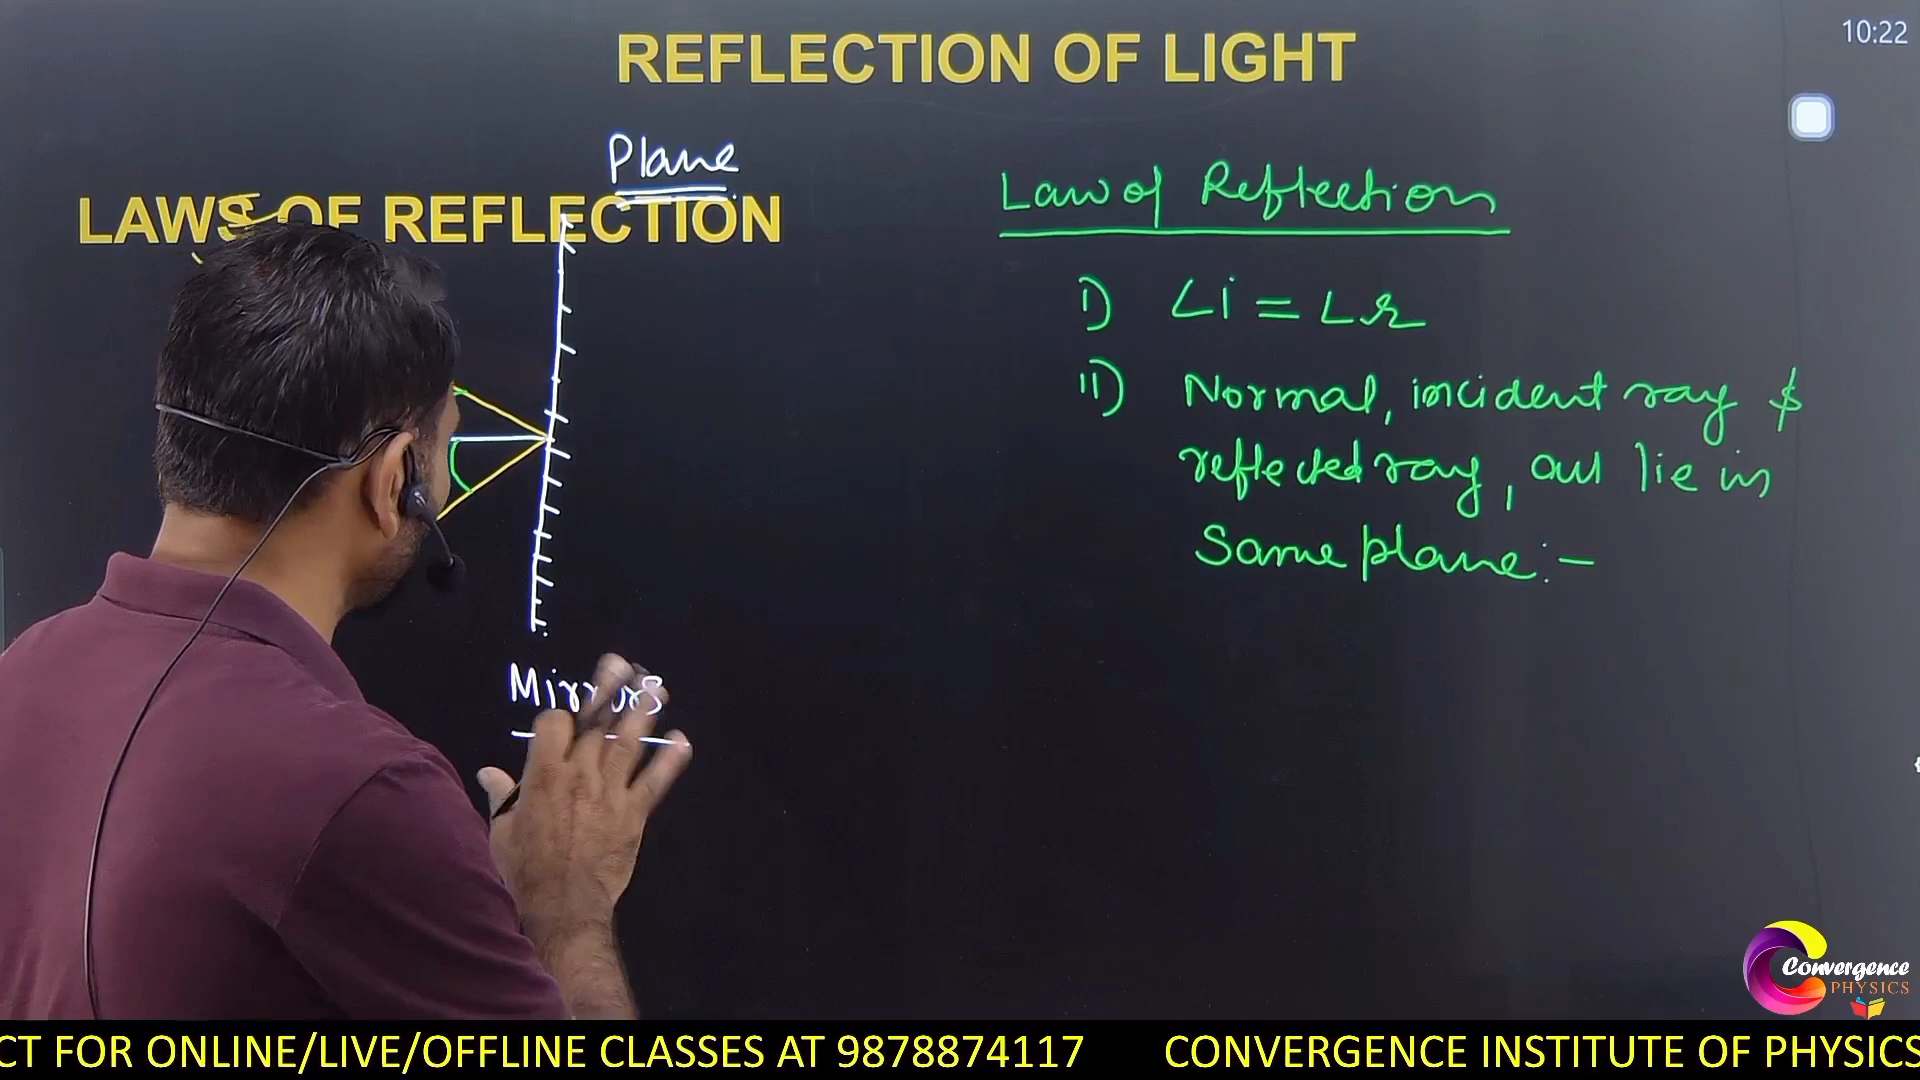 REFLECTION OF LIGHT
10:22
Plane
LAWS OF REFLECTION
Law of Reflection
I) ∠i = ∠r
II) Normal, incident ray &
reflected ray, all lie in
Same plane:-
Mirrors
Convergence
PHYSICS
CT FOR ONLINE/LIVE/OFFLINE CLASSES AT 9878874117 CONVERGENCE INSTITUTE OF PHYSICS